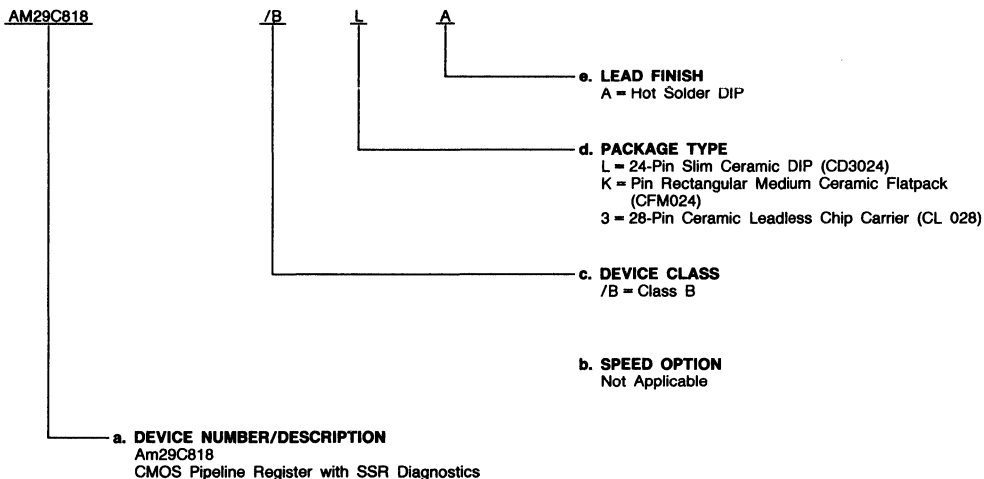 AM29C818 /B L A
e. LEAD FINISH
A = Hot Solder DIP
d. PACKAGE TYPE
L = 24-Pin Slim Ceramic DIP (CD3024)
K = Pin Rectangular Medium Ceramic Flatpack
(CFM024)
3 = 28-Pin Ceramic Leadless Chip Carrier (CL 028)
c. DEVICE CLASS
/B = Class B
b. SPEED OPTION
Not Applicable
a. DEVICE NUMBER/DESCRIPTION
Am29C818
CMOS Pipeline Register with SSR Diagnostics